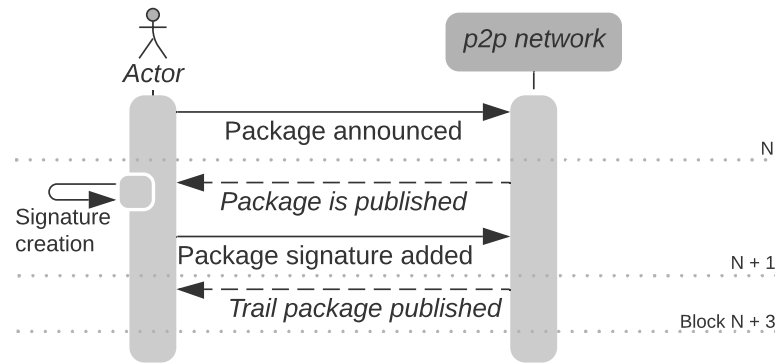 p2p network
Actor
Package announced
N
Package is published
Signature
creation
Package signature added
N + 1
Trail package published
Block N + 3